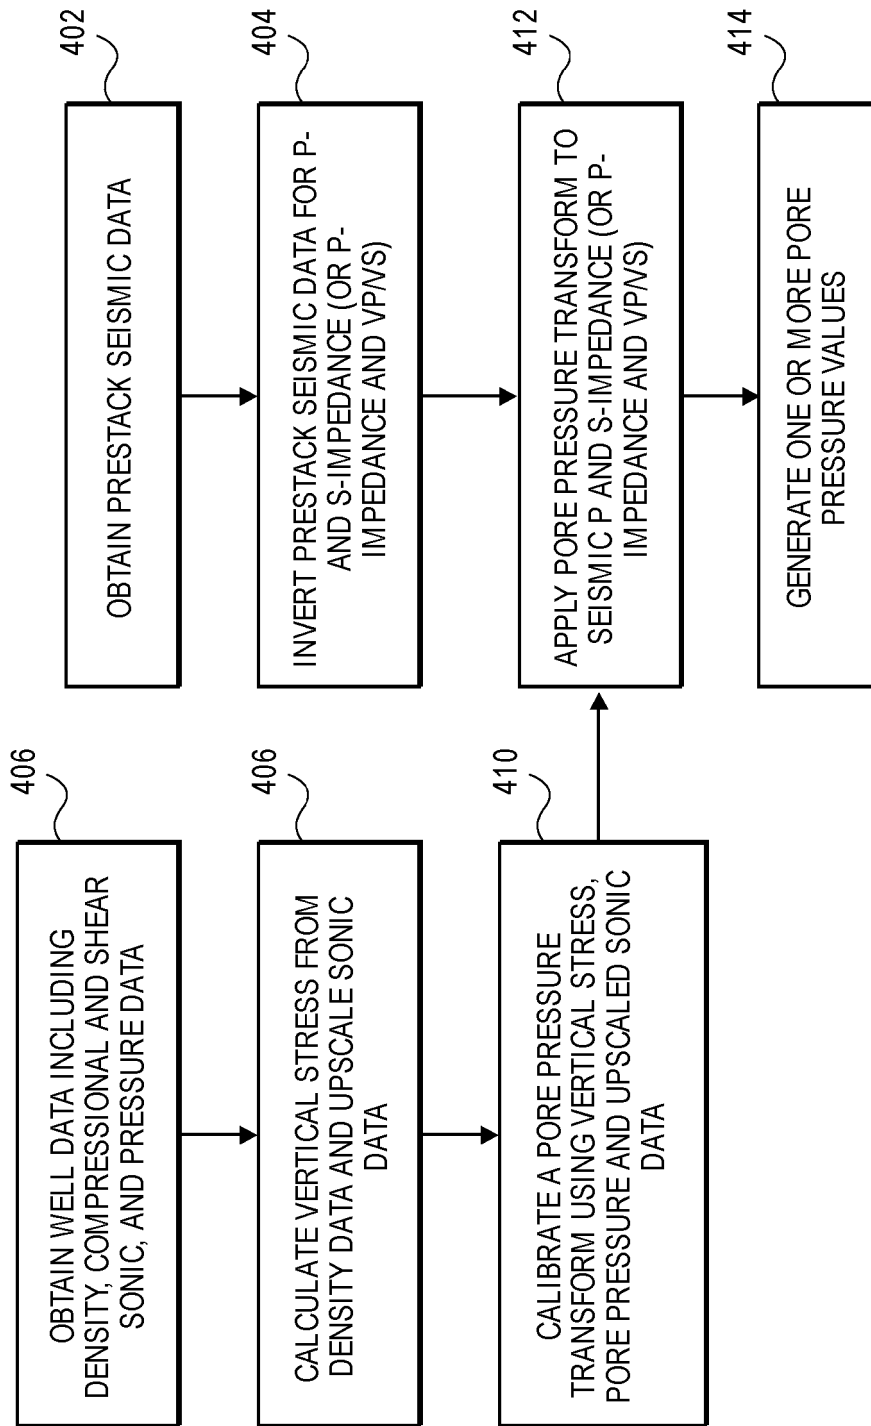 402
OBTAIN PRESTACK SEISMIC DATA
404
INVERT PRESTACK SEISMIC DATA FOR P-
AND S-IMPEDANCE (OR P-
IMPEDANCE AND VP/VS)
412
APPLY PORE PRESSURE TRANSFORM TO
SEISMIC P AND S-IMPEDANCE (OR P-
IMPEDANCE AND VP/VS)
414
GENERATE ONE OR MORE PORE
PRESSURE VALUES
406
OBTAIN WELL DATA INCLUDING
DENSITY, COMPRESSIONAL AND SHEAR
SONIC, AND PRESSURE DATA
406
CALCULATE VERTICAL STRESS FROM
DENSITY DATA AND UPSCALE SONIC
DATA
410
CALIBRATE A PORE PRESSURE
TRANSFORM USING VERTICAL STRESS,
PORE PRESSURE AND UPSCALED SONIC
DATA